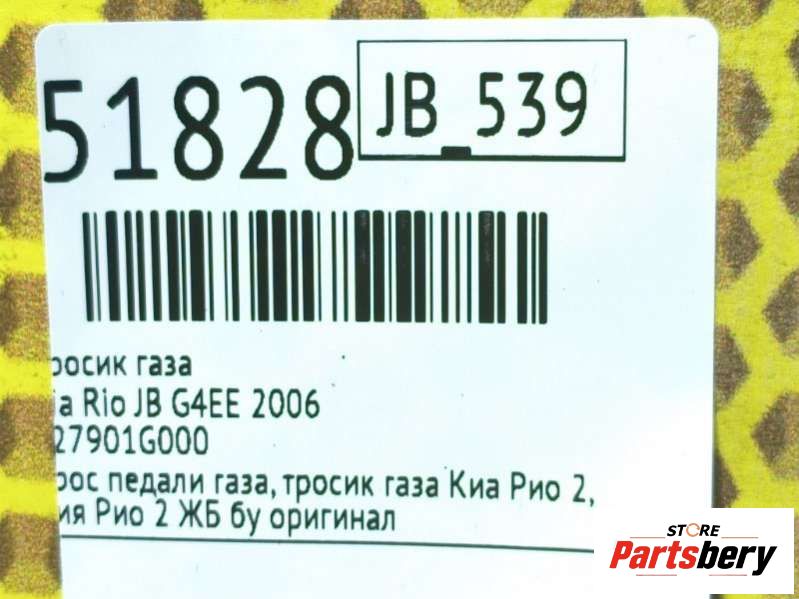 51828 JB_539
росик газа
ia Rio JB G4EE 2006
27901G000
рос педали газа, тросик газа Киа Рио 2,
ия Рио 2 ЖБ бу оригинал
STORE
Partsbery